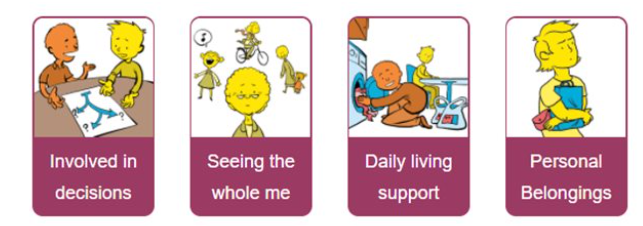 Involved in
decisions
Seeing the
whole me
Daily living
support
Personal
Belongings
? ?